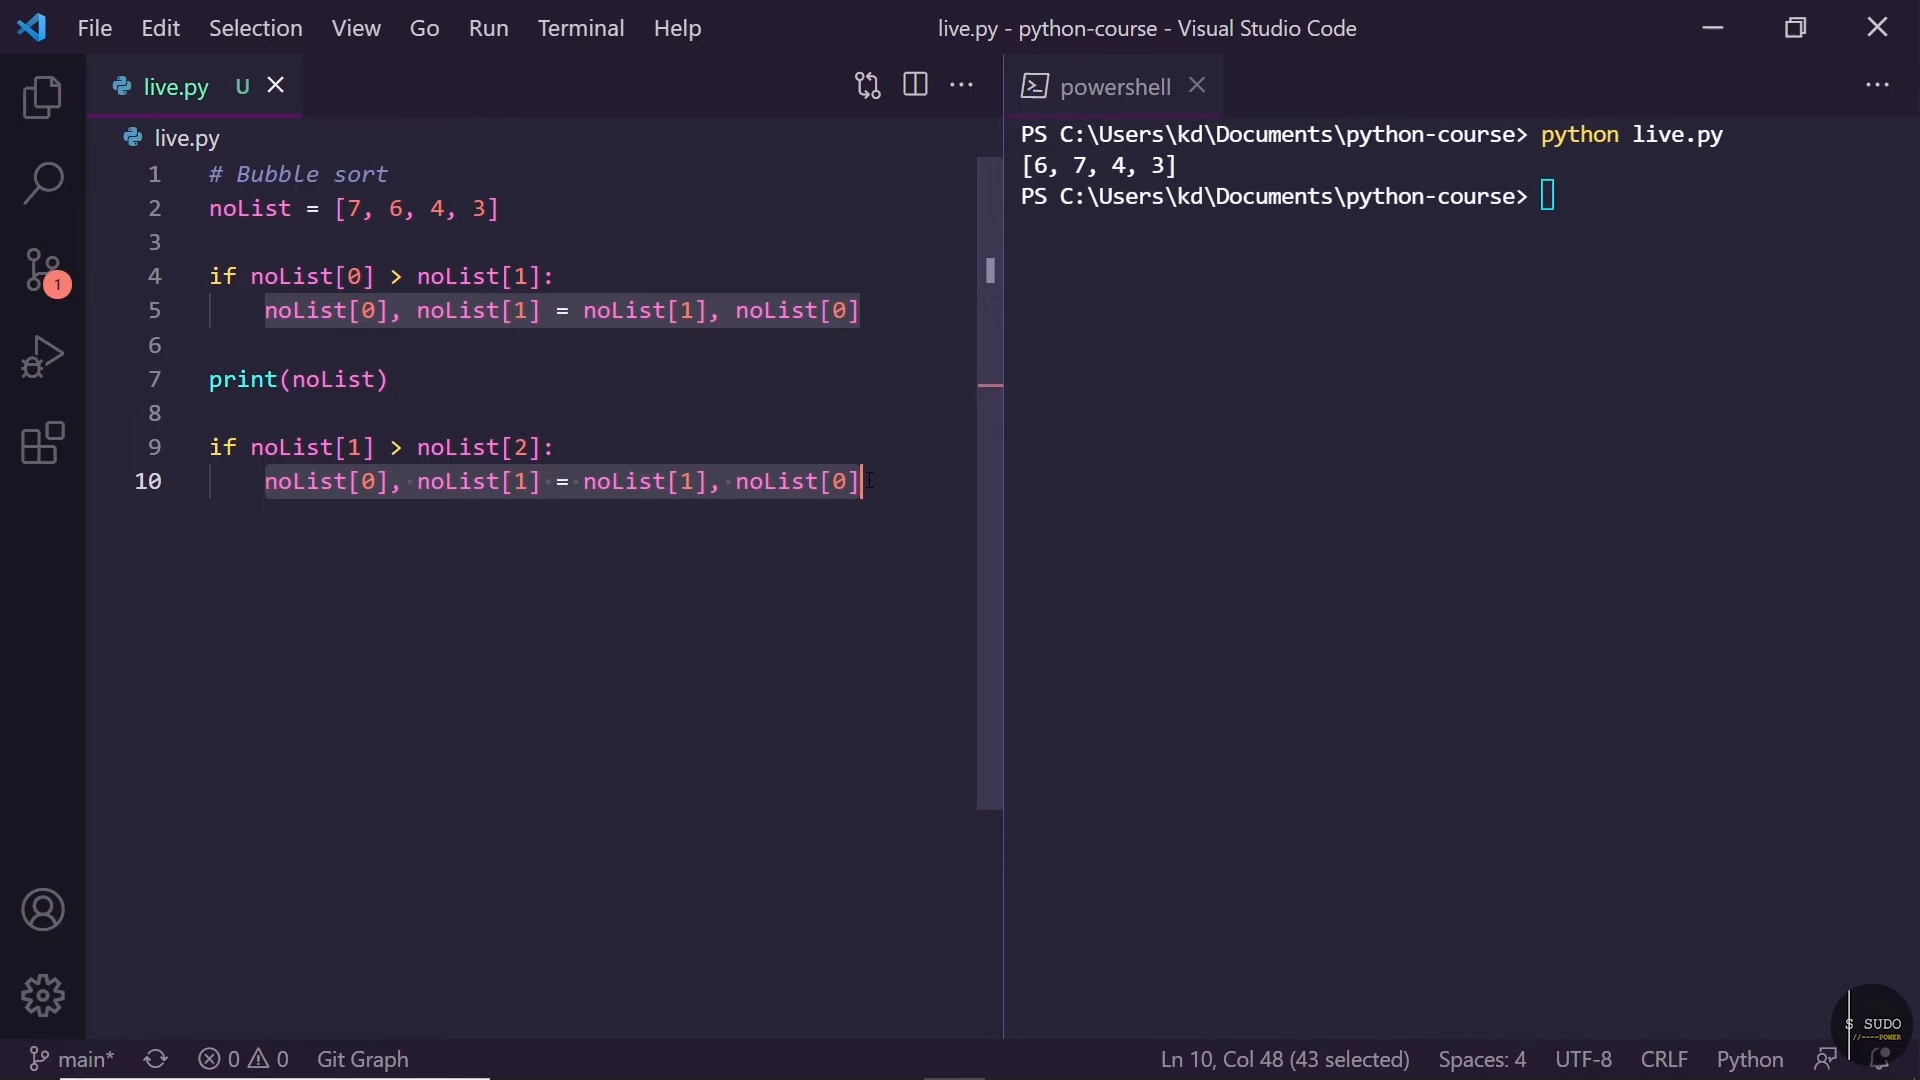 File Edit Selection View Go Run Terminal Help
live.py - python-course - Visual Studio Code
live.py U
powershell
live.py
1 # Bubble sort
2 noList = [7, 6, 4, 3]
3
4 if noList[0] > noList[1]:
5 noList[0], noList[1] = noList[1], noList[0]
6
7 print(noList)
8
9 if noList[1] > noList[2]:
10 noList[0], noList[1] = noList[1], noList[0]
PS C:\Users\kd\Documents\python-course> python live.py
[6, 7, 4, 3]
PS C:\Users\kd\Documents\python-course>
1
S SUDO
//----POWER
main* 0 0 Git Graph
Ln 10, Col 48 (43 selected) Spaces: 4 UTF-8 CRLF Python